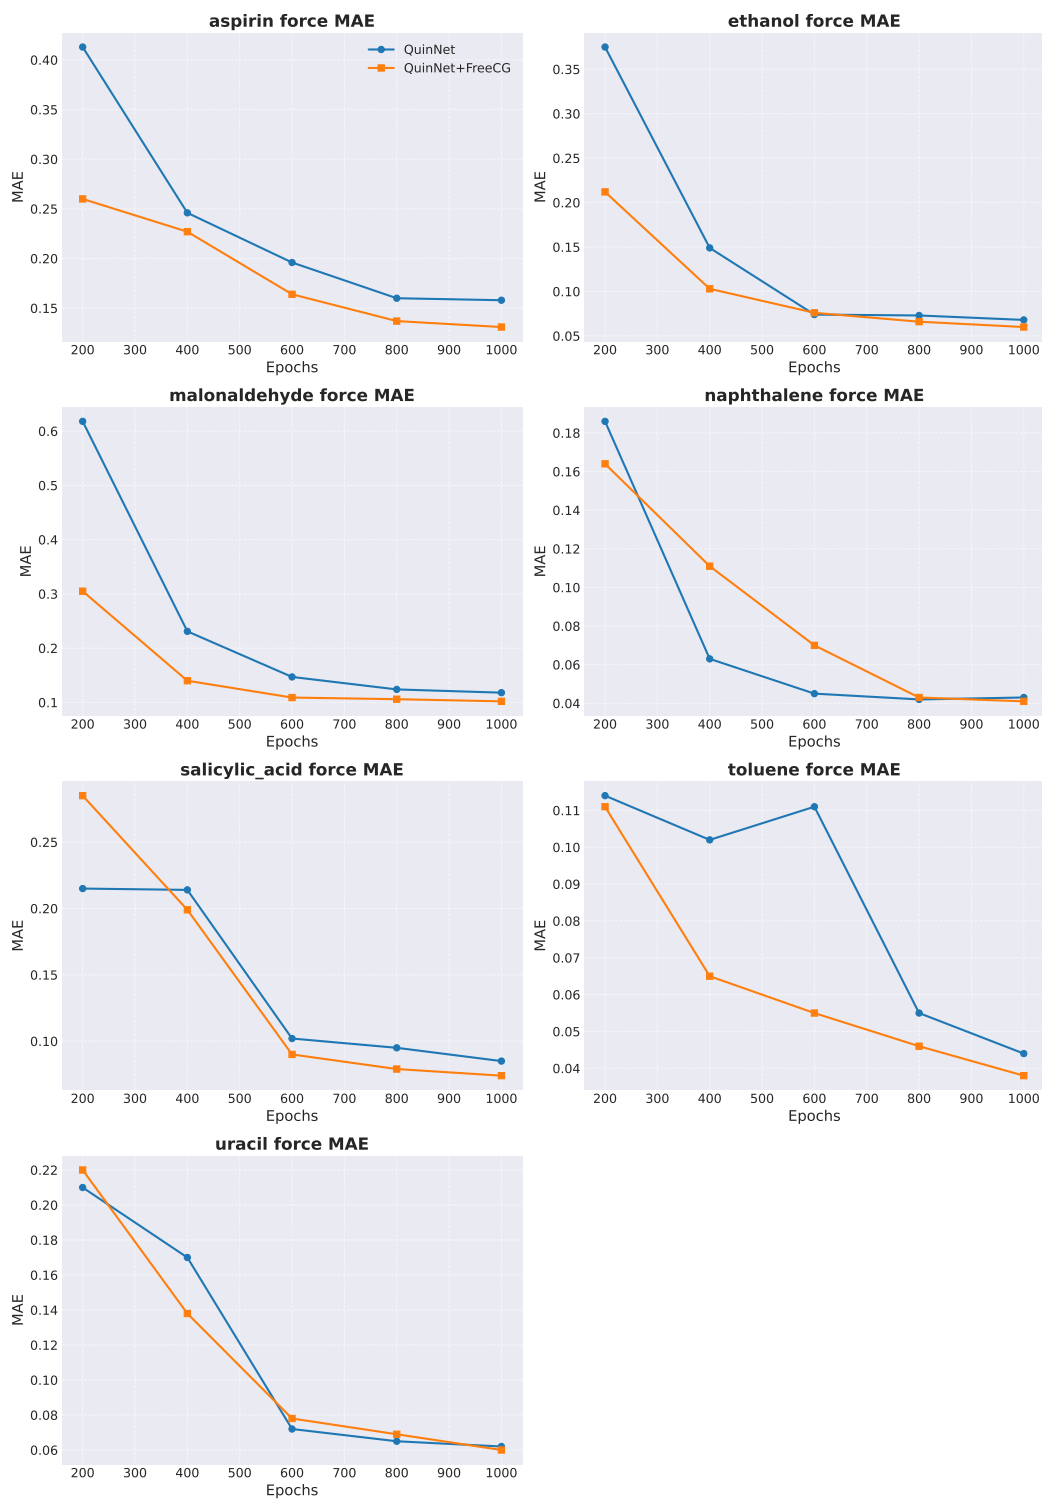 aspirin force MAE
QuinNet
QuinNet+FreeCG
0.40
0.35
0.30
0.25
0.20
0.15
MAE
200 300 400 500 600 700 800 900 1000
Epochs
ethanol force MAE
0.35
0.30
0.25
0.20
0.15
0.10
0.05
MAE
200 300 400 500 600 700 800 900 1000
Epochs
malonaldehyde force MAE
0.6
0.5
0.4
0.3
0.2
0.1
MAE
200 300 400 500 600 700 800 900 1000
Epochs
naphthalene force MAE
0.18
0.16
0.14
0.12
0.10
0.08
0.06
0.04
MAE
200 300 400 500 600 700 800 900 1000
Epochs
salicylic_acid force MAE
0.25
0.20
0.15
0.10
MAE
200 300 400 500 600 700 800 900 1000
Epochs
toluene force MAE
0.11
0.10
0.09
0.08
0.07
0.06
0.05
0.04
MAE
200 300 400 500 600 700 800 900 1000
Epochs
uracil force MAE
0.22
0.20
0.18
0.16
0.14
0.12
0.10
0.08
0.06
MAE
200 300 400 500 600 700 800 900 1000
Epochs